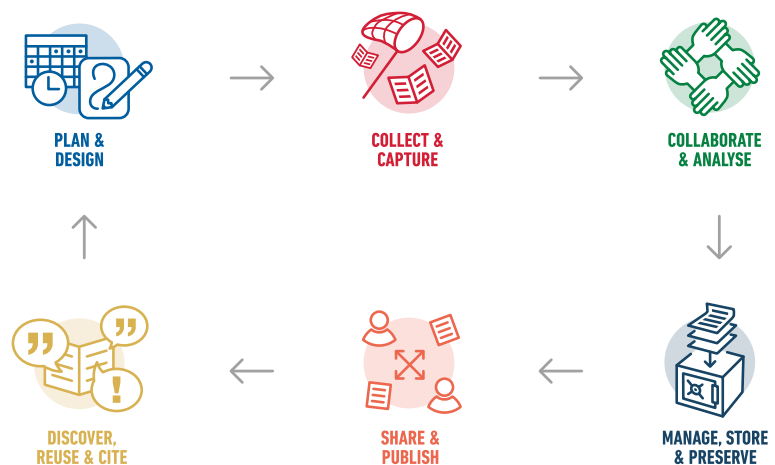 PLAN &
DESIGN
COLLECT &
CAPTURE
COLLABORATE
& ANALYSE
MANAGE, STORE
& PRESERVE
SHARE &
PUBLISH
DISCOVER,
REUSE & CITE